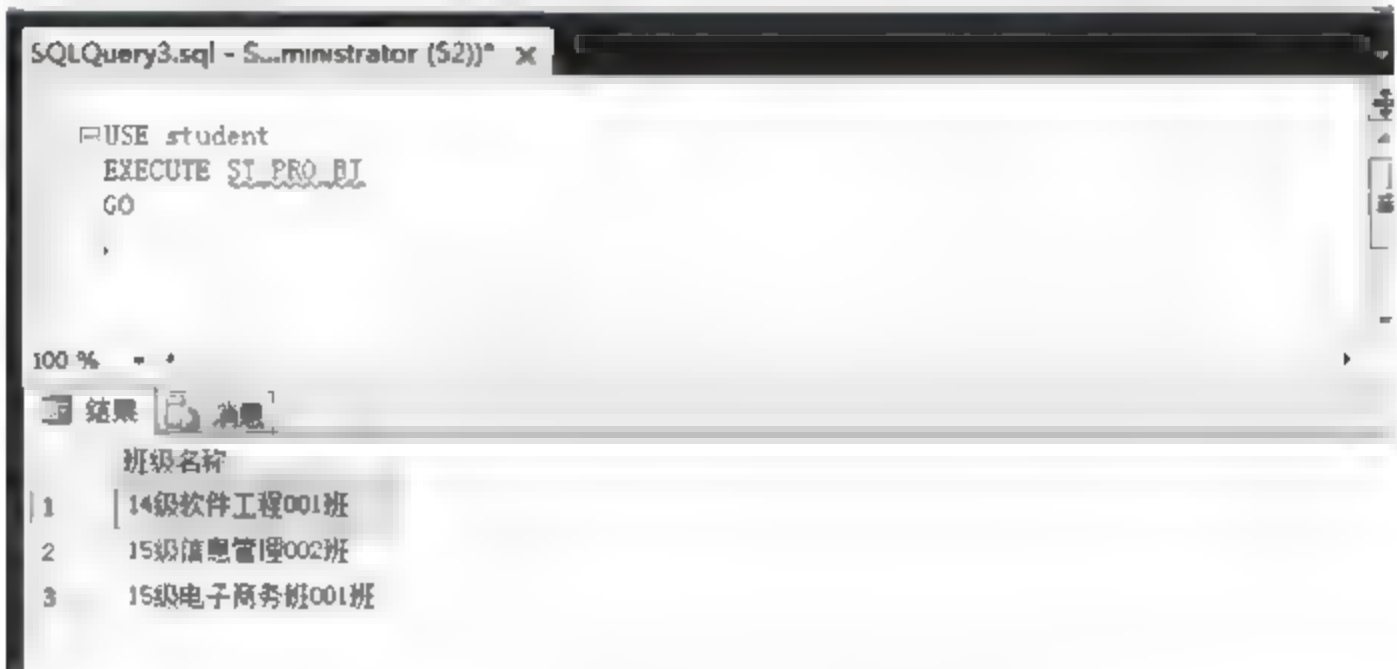 SQLQuery3.sql - S...ministrator (52))* ×
USE student
EXECUTE ST_PRO_BJ
GO
100 %
结果 消息
班级名称
1 14级软件工程001班
2 15级信息管理002班
3 15级电子商务班001班